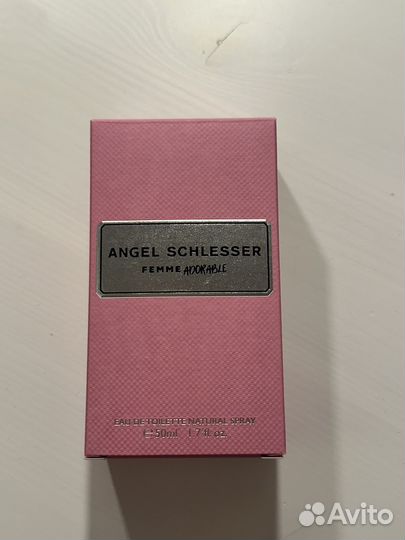 ANGEL SCHLESSER
FEMME ADORABLE
EAU DE TOILETTE NATURAL SPRAY
℮ 50ml 1.7 fl. oz.
Avito